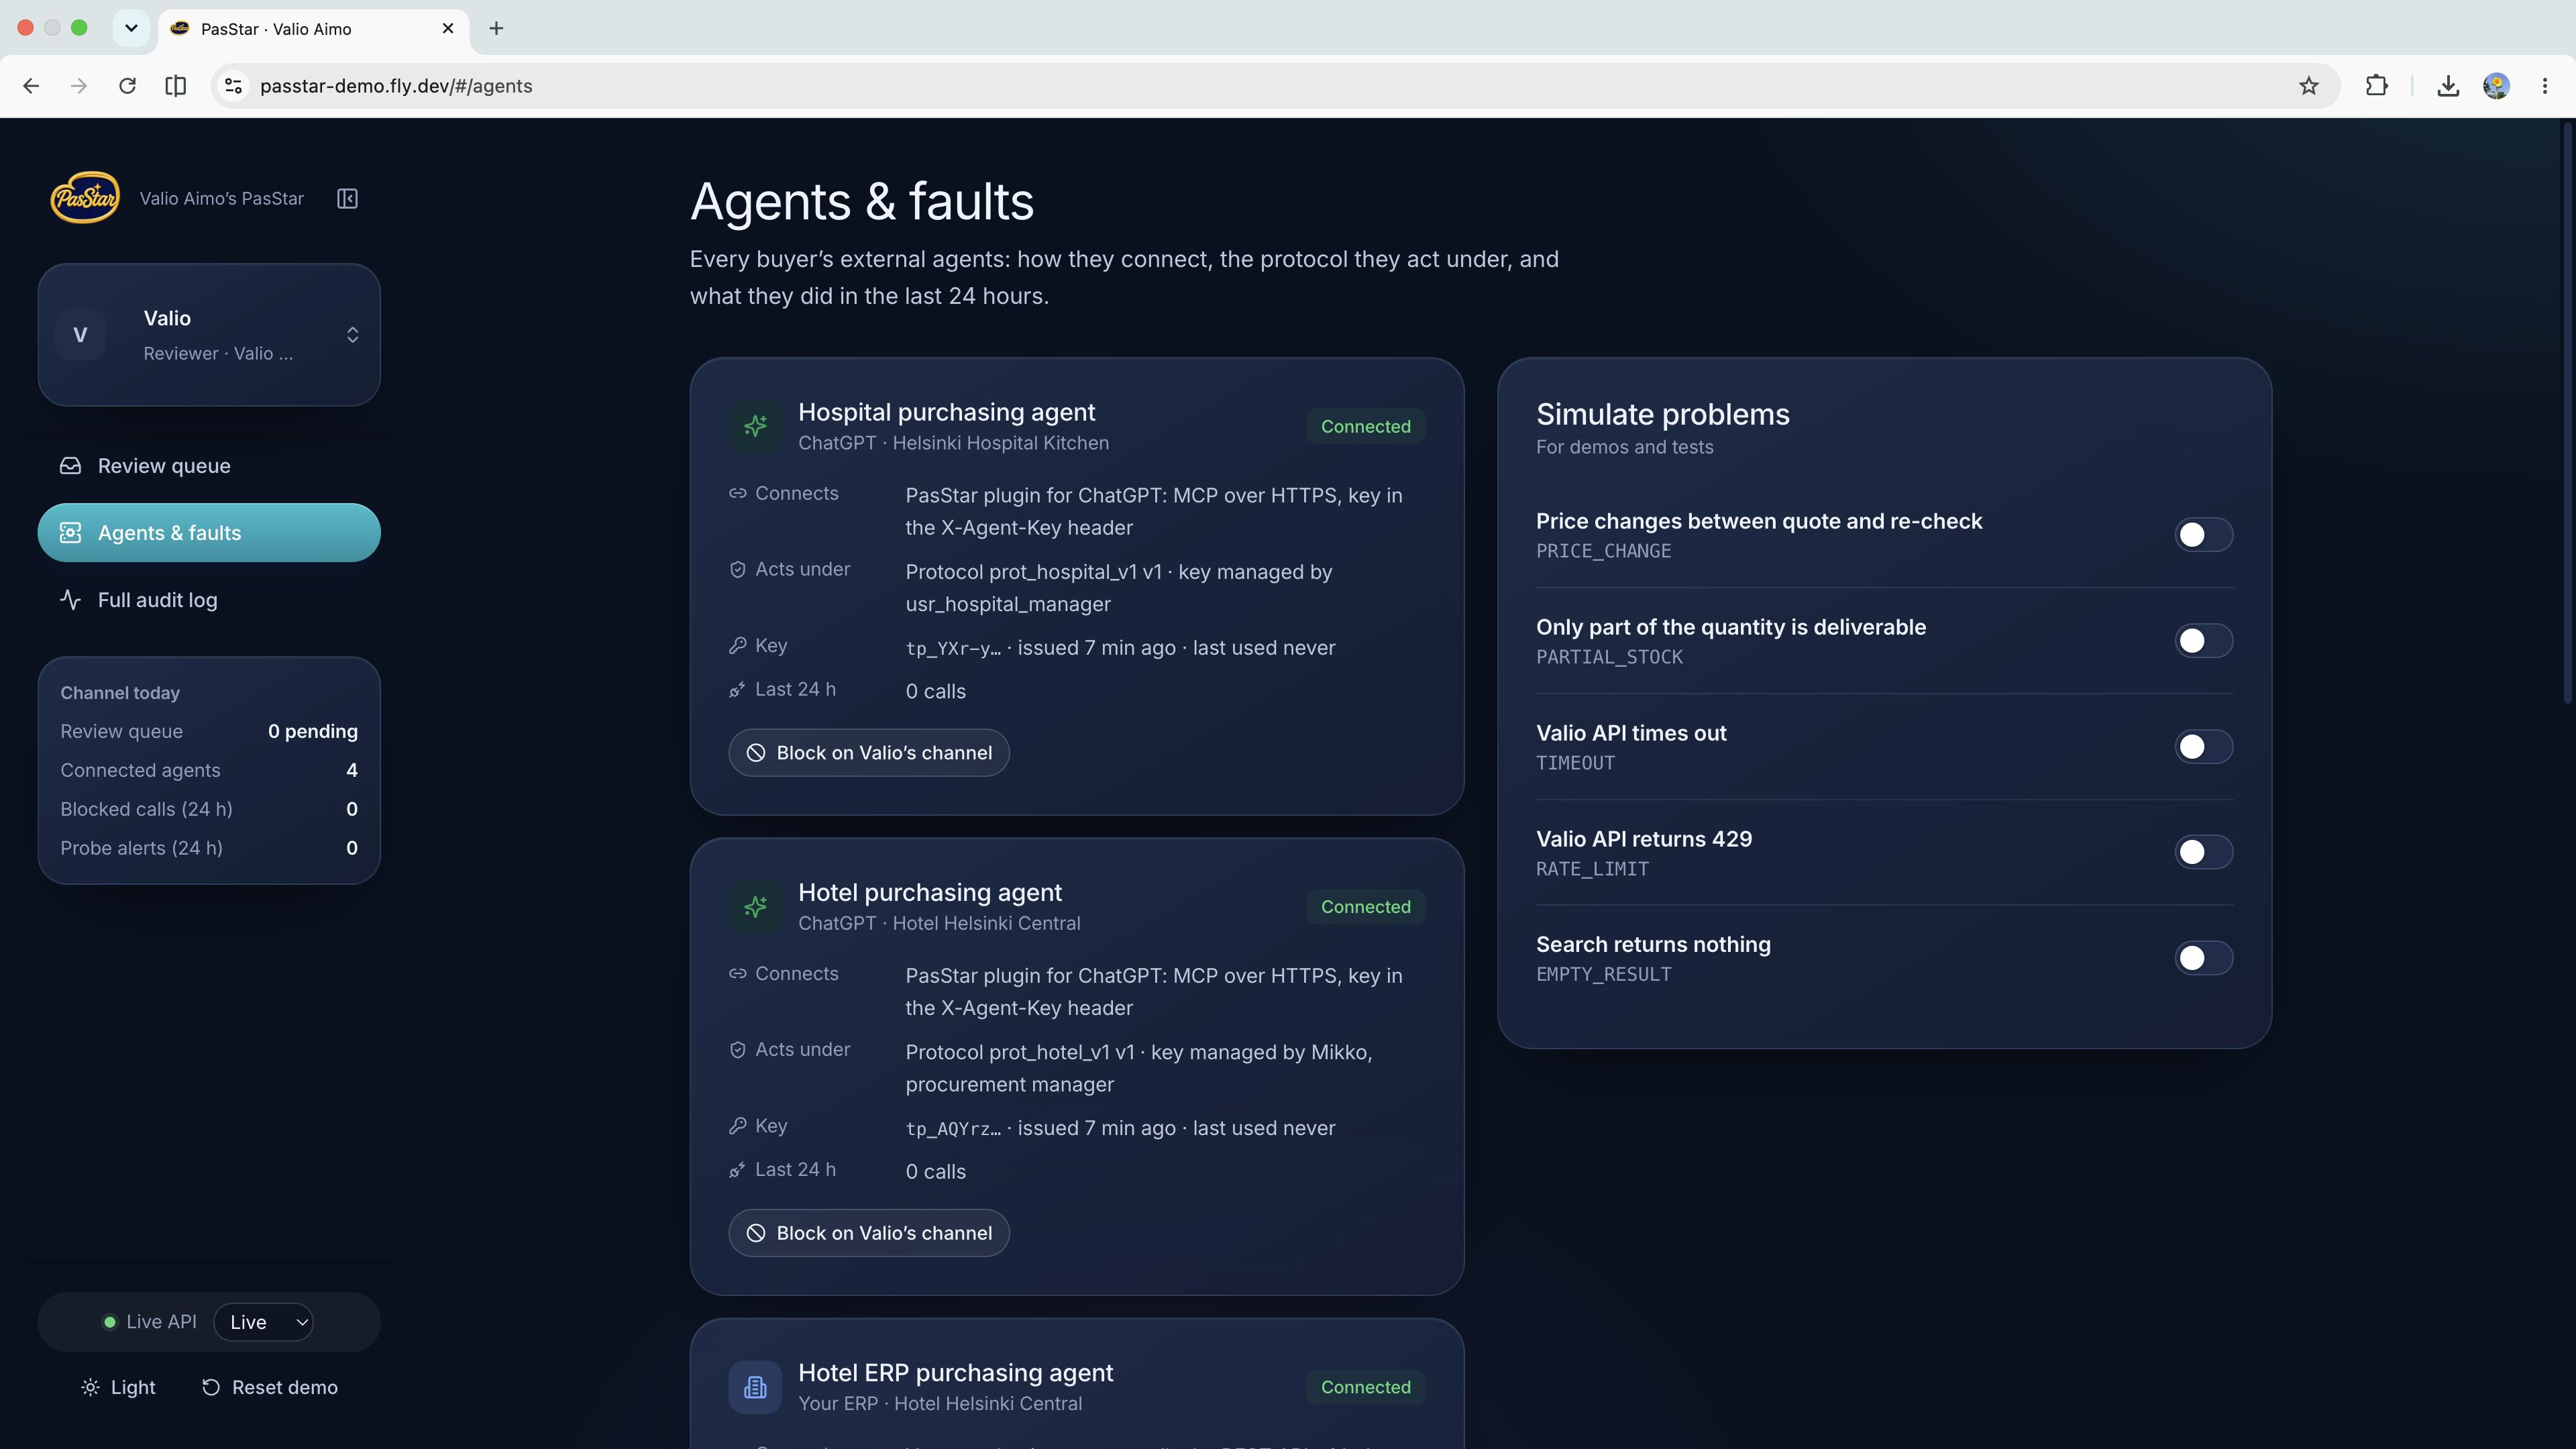 PasStar · Valio Aimo
passtar-demo.fly.dev/#/agents
PasStar
Valio Aimo’s PasStar
V
Valio
Reviewer · Valio ...
Review queue
Agents & faults
Full audit log
Channel today
Review queue 0 pending
Connected agents 4
Blocked calls (24 h) 0
Probe alerts (24 h) 0
Live API Live
Light Reset demo
Agents & faults
Every buyer’s external agents: how they connect, the protocol they act under, and
what they did in the last 24 hours.
Hospital purchasing agent
ChatGPT · Helsinki Hospital Kitchen
Connected
Connects PasStar plugin for ChatGPT: MCP over HTTPS, key in
the X-Agent-Key header
Acts under Protocol prot_hospital_v1 v1 · key managed by
usr_hospital_manager
Key tp_YXr-y… · issued 7 min ago · last used never
Last 24 h 0 calls
Block on Valio’s channel
Hotel purchasing agent
ChatGPT · Hotel Helsinki Central
Connected
Connects PasStar plugin for ChatGPT: MCP over HTTPS, key in
the X-Agent-Key header
Acts under Protocol prot_hotel_v1 v1 · key managed by Mikko,
procurement manager
Key tp_AQYrz… · issued 7 min ago · last used never
Last 24 h 0 calls
Block on Valio’s channel
Hotel ERP purchasing agent
Your ERP · Hotel Helsinki Central
Connected
Simulate problems
For demos and tests
Price changes between quote and re-check
PRICE_CHANGE
Only part of the quantity is deliverable
PARTIAL_STOCK
Valio API times out
TIMEOUT
Valio API returns 429
RATE_LIMIT
Search returns nothing
EMPTY_RESULT